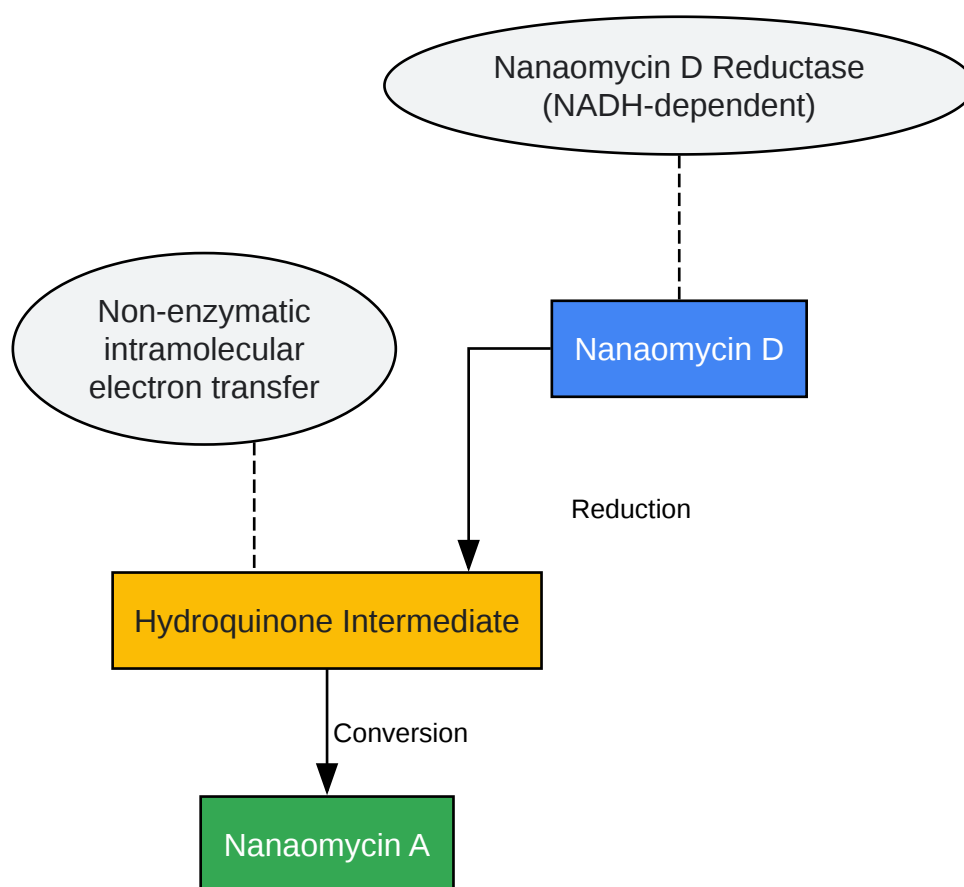 Nanaomycin D Reductase
(NADH-dependent)
Non-enzymatic
intramolecular
electron transfer
Nanaomycin D
Reduction
Hydroquinone Intermediate
Conversion
Nanaomycin A